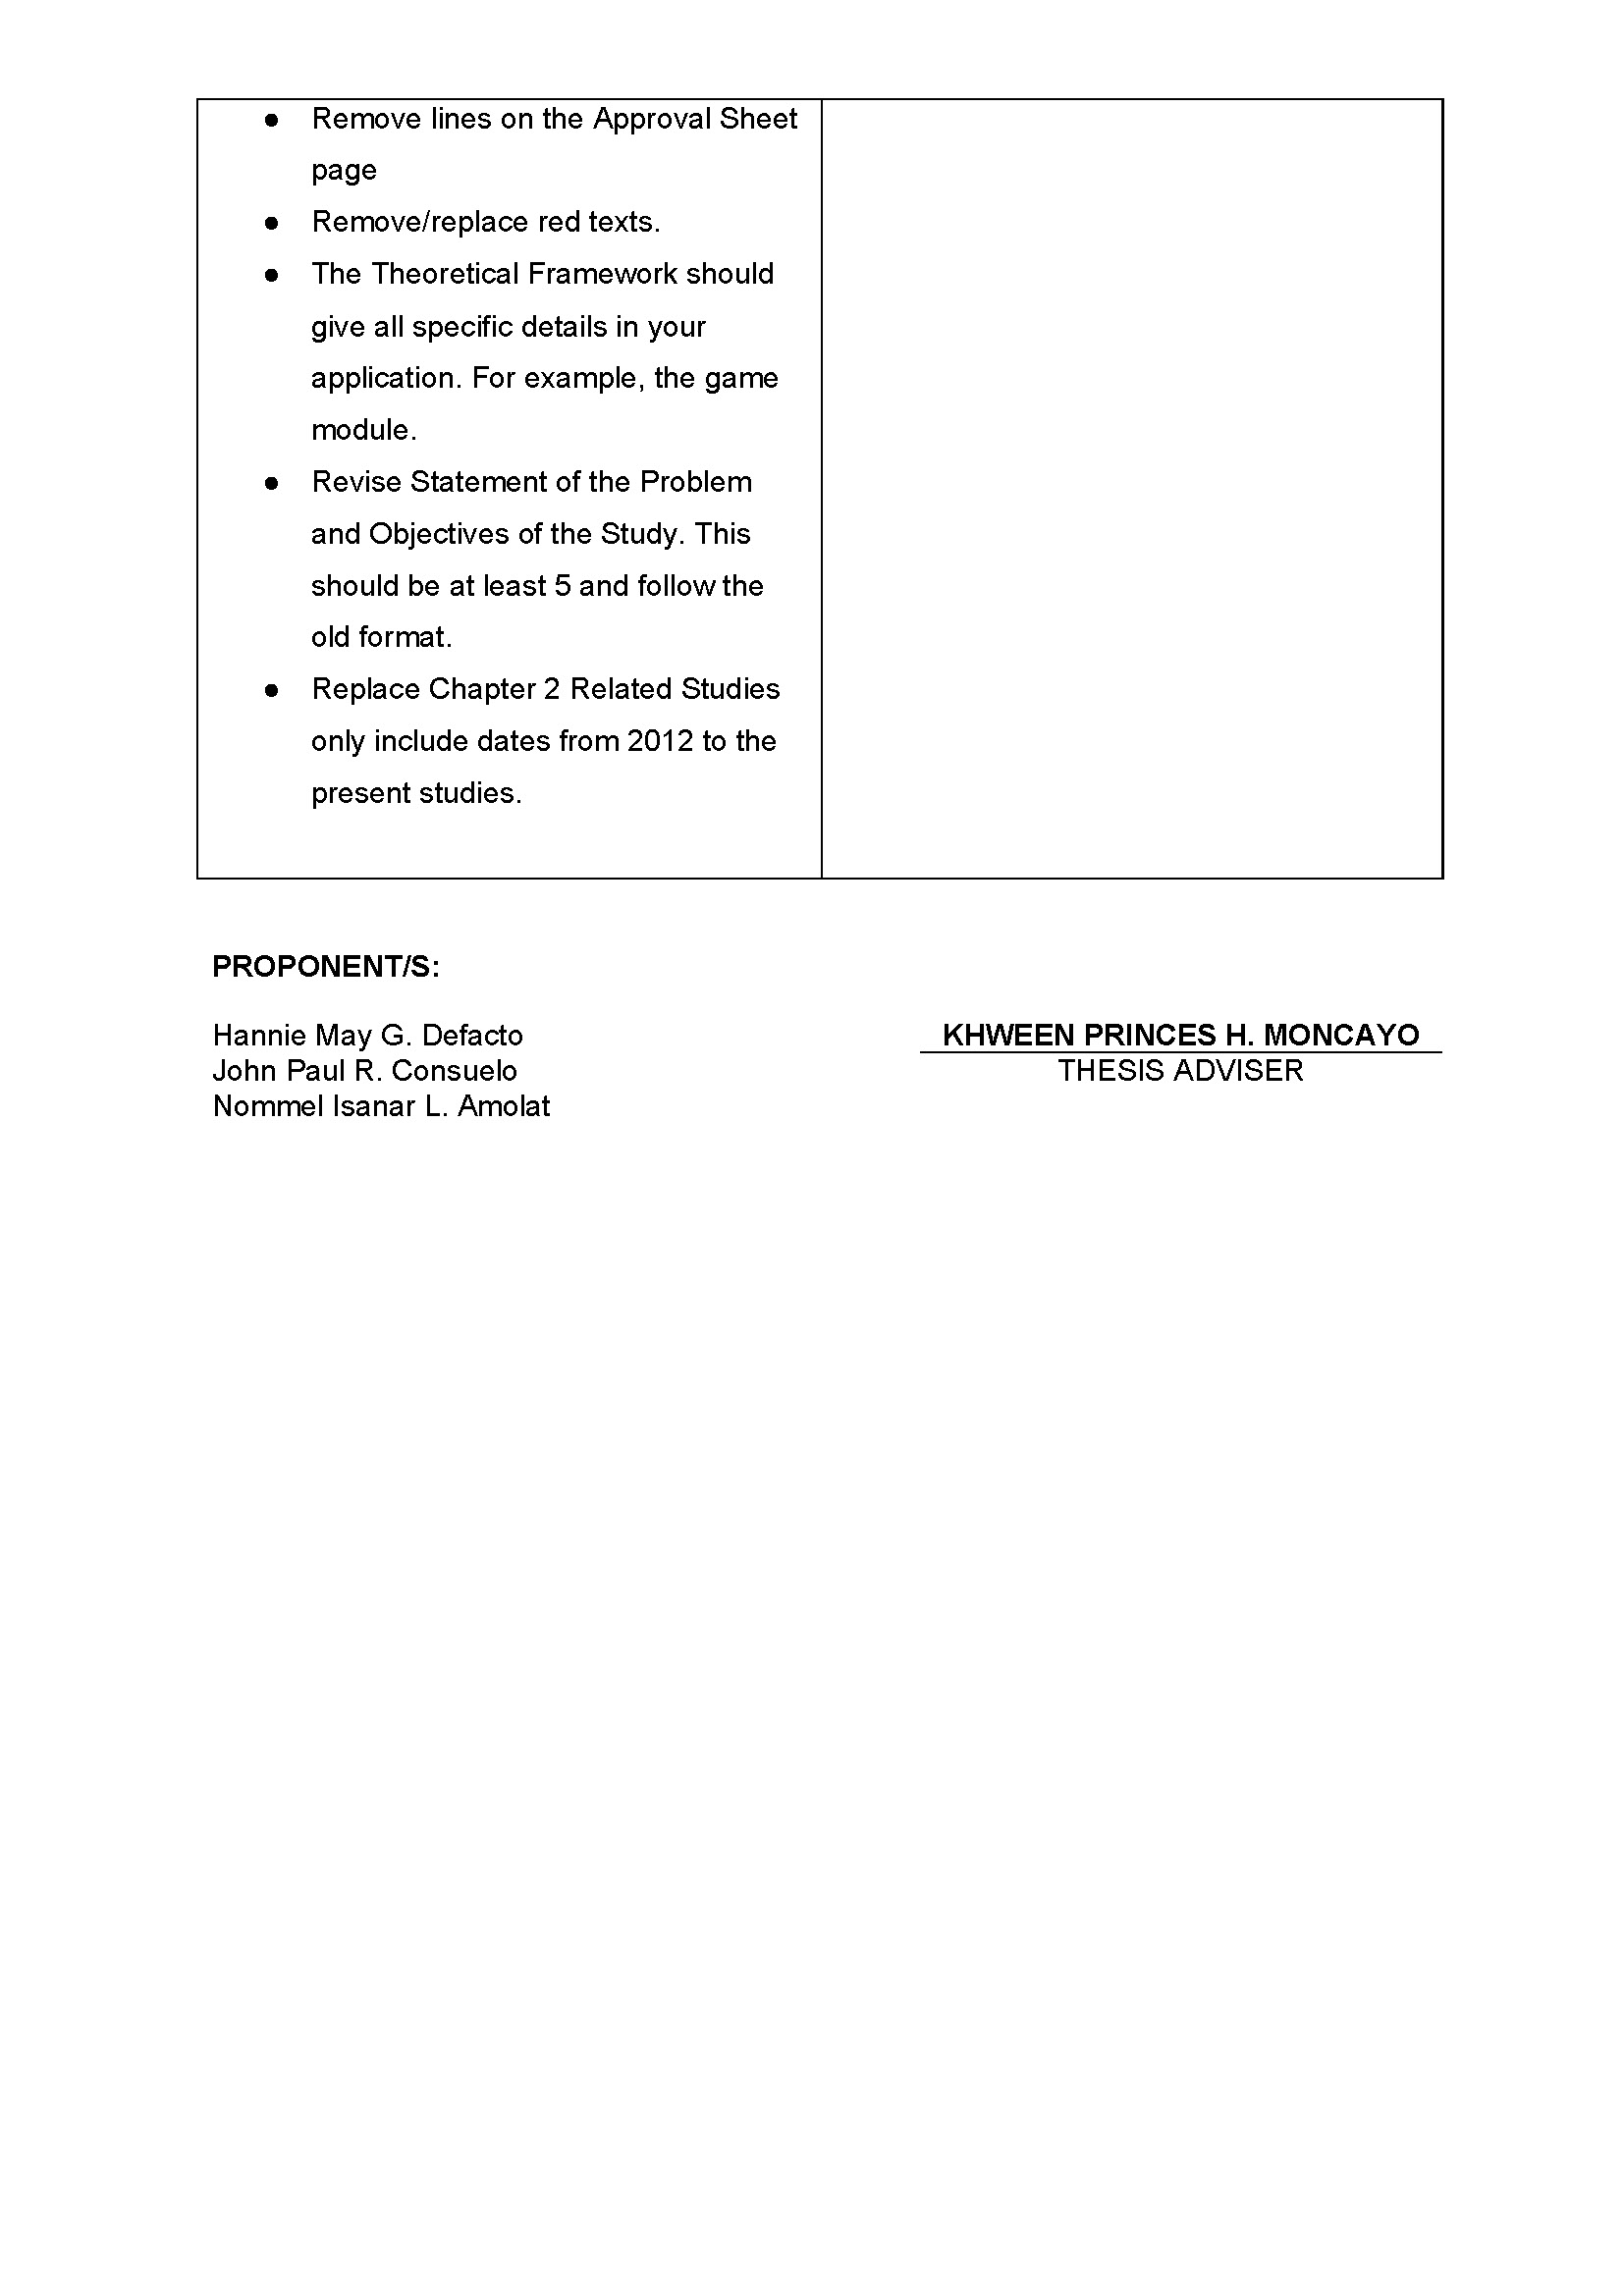 ● Remove lines on the Approval Sheet
page
● Remove/replace red texts.
● The Theoretical Framework should
give all specific details in your
application. For example, the game
module.
● Revise Statement of the Problem
and Objectives of the Study. This
should be at least 5 and follow the
old format.
● Replace Chapter 2 Related Studies
only include dates from 2012 to the
present studies.
PROPONENT/S:
Hannie May G. Defacto
John Paul R. Consuelo
Nommel Isanar L. Amolat
KHWEEN PRINCES H. MONCAYO
THESIS ADVISER